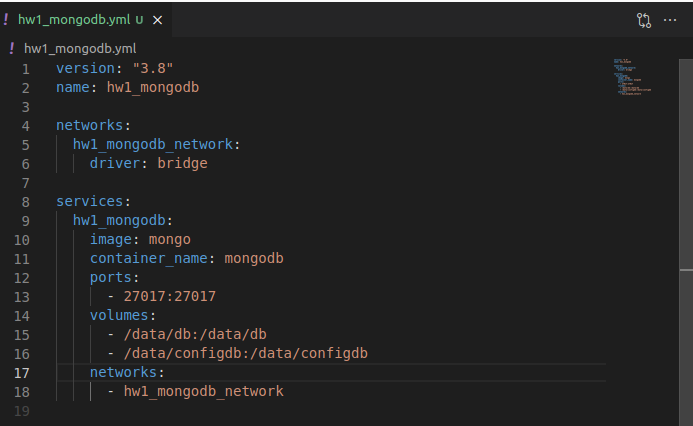 ! hw1_mongodb.yml U ×
! hw1_mongodb.yml
1 version: "3.8"
2 name: hw1_mongodb
3
4 networks:
5   hw1_mongodb_network:
6     driver: bridge
7
8 services:
9   hw1_mongodb:
10     image: mongo
11     container_name: mongodb
12     ports:
13       - 27017:27017
14     volumes:
15       - /data/db:/data/db
16       - /data/configdb:/data/configdb
17     networks:
18       - hw1_mongodb_network
19